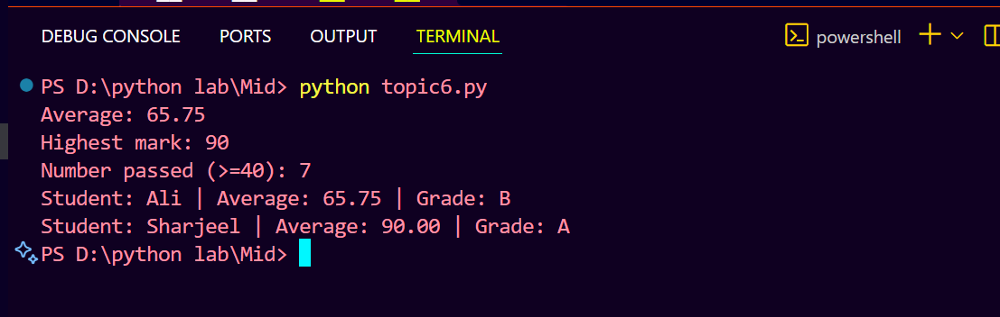 DEBUG CONSOLE PORTS OUTPUT TERMINAL powershell
PS D:\python lab\Mid> python topic6.py
Average: 65.75
Highest mark: 90
Number passed (>=40): 7
Student: Ali | Average: 65.75 | Grade: B
Student: Sharjeel | Average: 90.00 | Grade: A
PS D:\python lab\Mid>